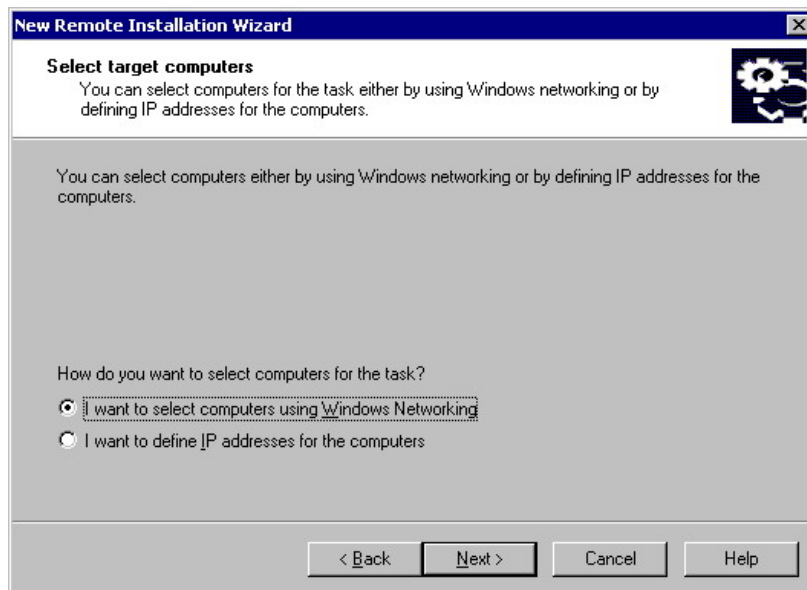 New Remote Installation Wizard
Select target computers
You can select computers for the task either by using Windows networking or by
defining IP addresses for the computers.
You can select computers either by using Windows networking or by defining IP addresses for the
computers.
How do you want to select computers for the task?
I want to select computers using Windows Networking
I want to define IP addresses for the computers
< Back Next > Cancel Help